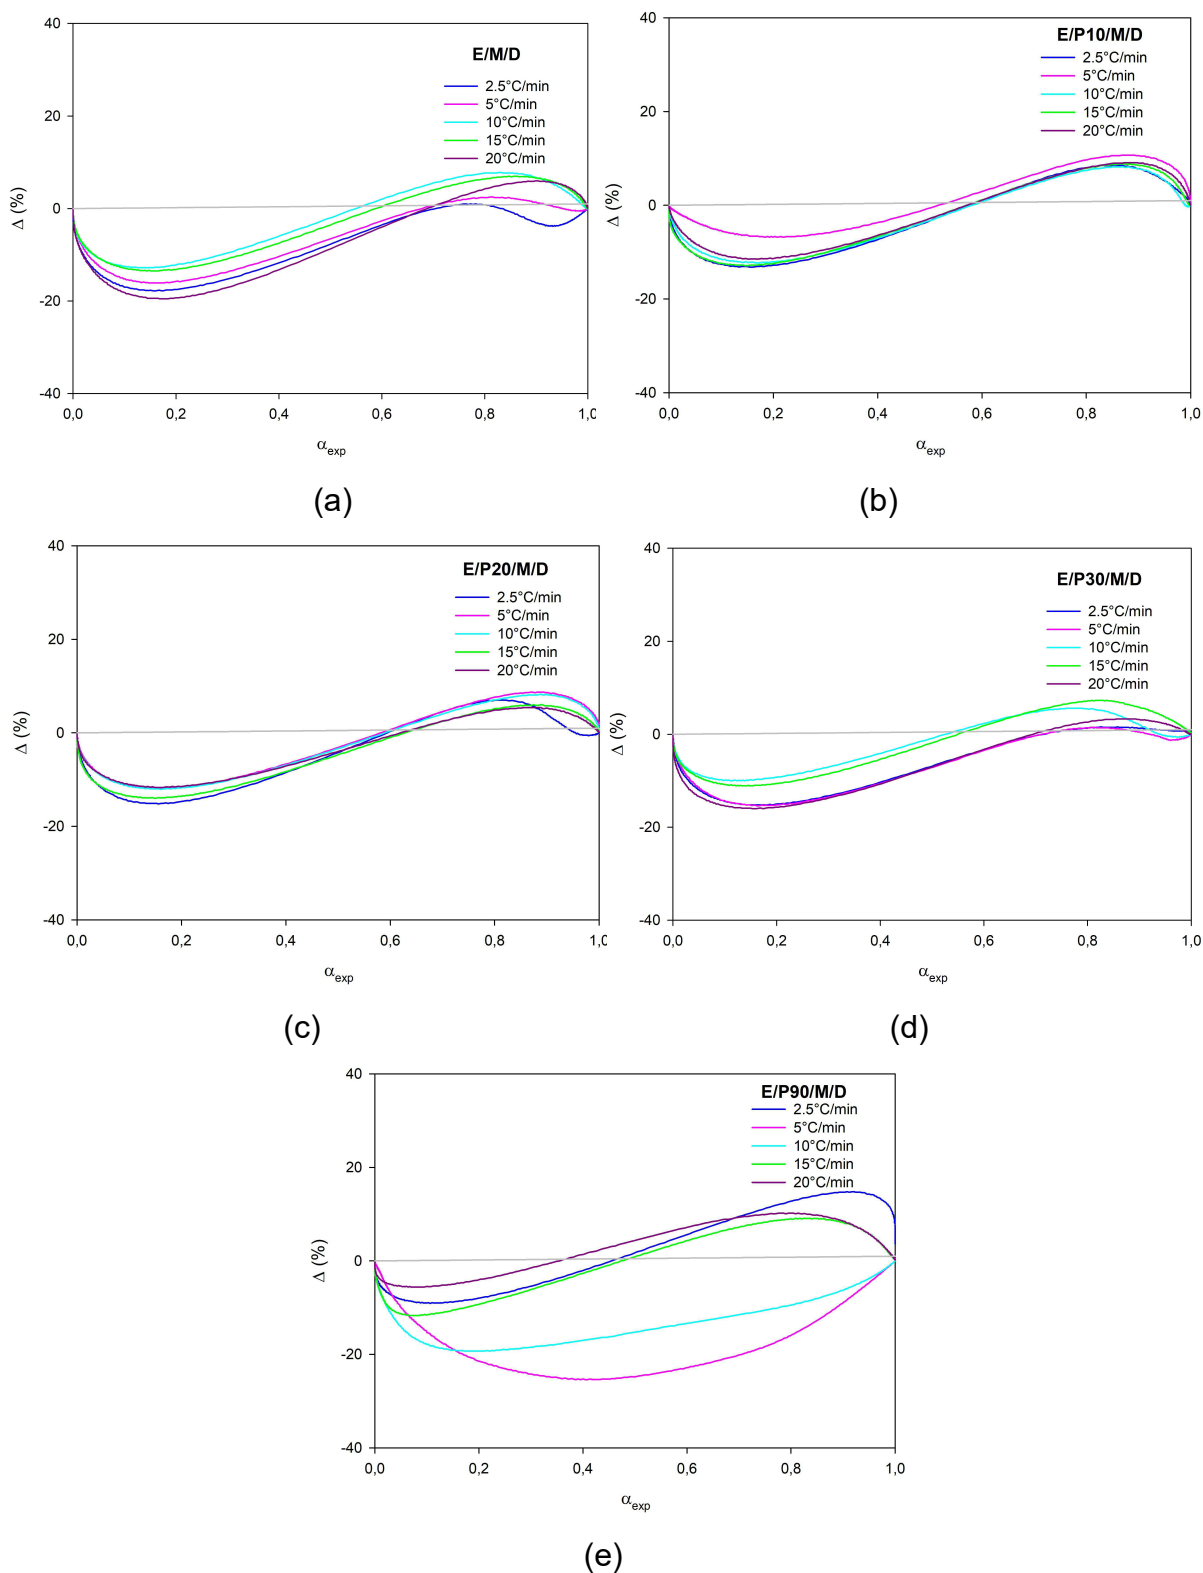 E/M/D
2.5°C/min
5°C/min
10°C/min
15°C/min
20°C/min
Δ (%)
40
20
0
-20
-40
0,0
0,2
0,4
0,6
0,8
1,0
αexp
(a)
E/P10/M/D
2.5°C/min
5°C/min
10°C/min
15°C/min
20°C/min
Δ (%)
40
20
0
-20
-40
0,0
0,2
0,4
0,6
0,8
1,0
αexp
(b)
E/P20/M/D
2.5°C/min
5°C/min
10°C/min
15°C/min
20°C/min
Δ (%)
40
20
0
-20
-40
0,0
0,2
0,4
0,6
0,8
1,0
αexp
(c)
E/P30/M/D
2.5°C/min
5°C/min
10°C/min
15°C/min
20°C/min
Δ (%)
40
20
0
-20
-40
0,0
0,2
0,4
0,6
0,8
1,0
αexp
(d)
E/P90/M/D
2.5°C/min
5°C/min
10°C/min
15°C/min
20°C/min
Δ (%)
40
20
0
-20
-40
0,0
0,2
0,4
0,6
0,8
1,0
αexp
(e)